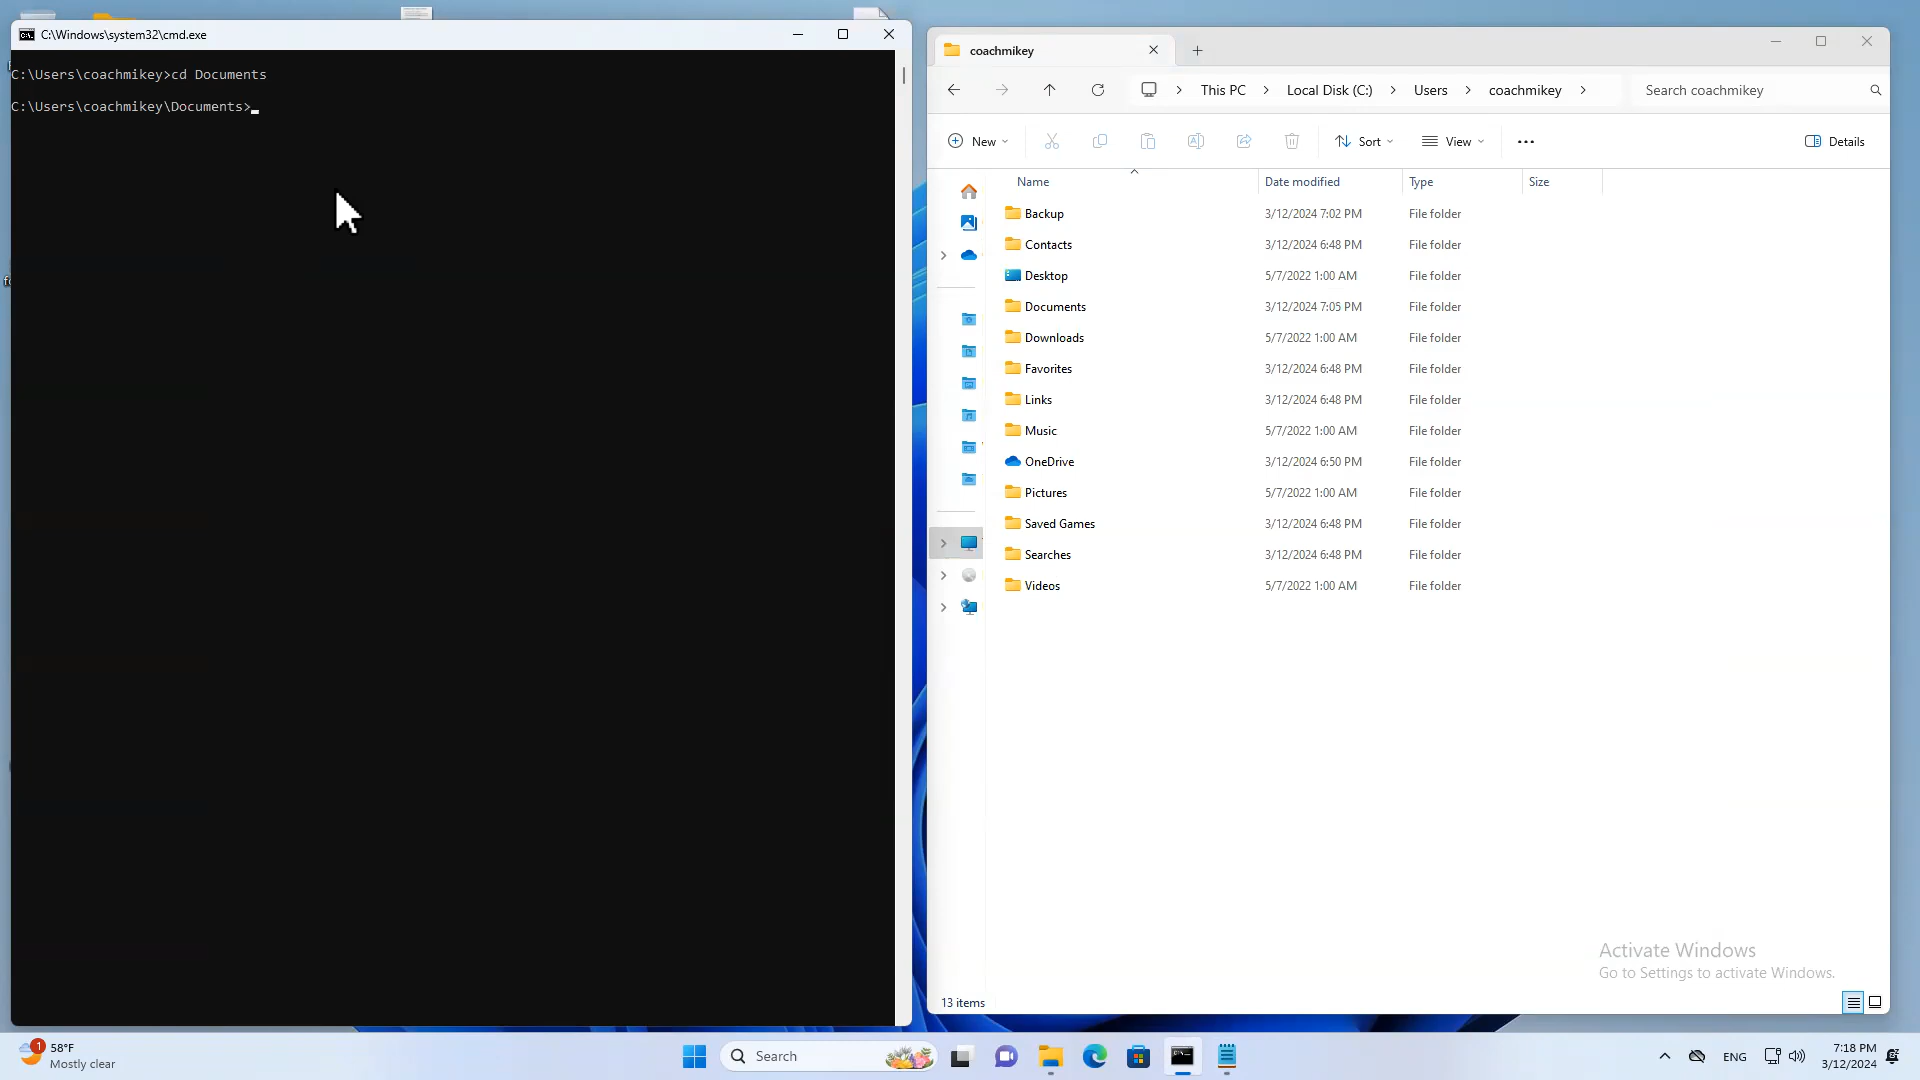 C:\Windows\system32\cmd.exe
C:\Users\coachmikey>cd Documents
C:\Users\coachmikey\Documents>_
coachmikey
This PC > Local Disk (C:) > Users > coachmikey >
Search coachmikey
New
Sort
View
Details
Name Date modified Type Size
Backup 3/12/2024 7:02 PM File folder
Contacts 3/12/2024 6:48 PM File folder
Desktop 5/7/2022 1:00 AM File folder
Documents 3/12/2024 7:05 PM File folder
Downloads 5/7/2022 1:00 AM File folder
Favorites 3/12/2024 6:48 PM File folder
Links 3/12/2024 6:48 PM File folder
Music 5/7/2022 1:00 AM File folder
OneDrive 3/12/2024 6:50 PM File folder
Pictures 5/7/2022 1:00 AM File folder
Saved Games 3/12/2024 6:48 PM File folder
Searches 3/12/2024 6:48 PM File folder
Videos 5/7/2022 1:00 AM File folder
Activate Windows
Go to Settings to activate Windows.
13 items
1
58°F
Mostly clear
Search
ENG
7:18 PM
3/12/2024